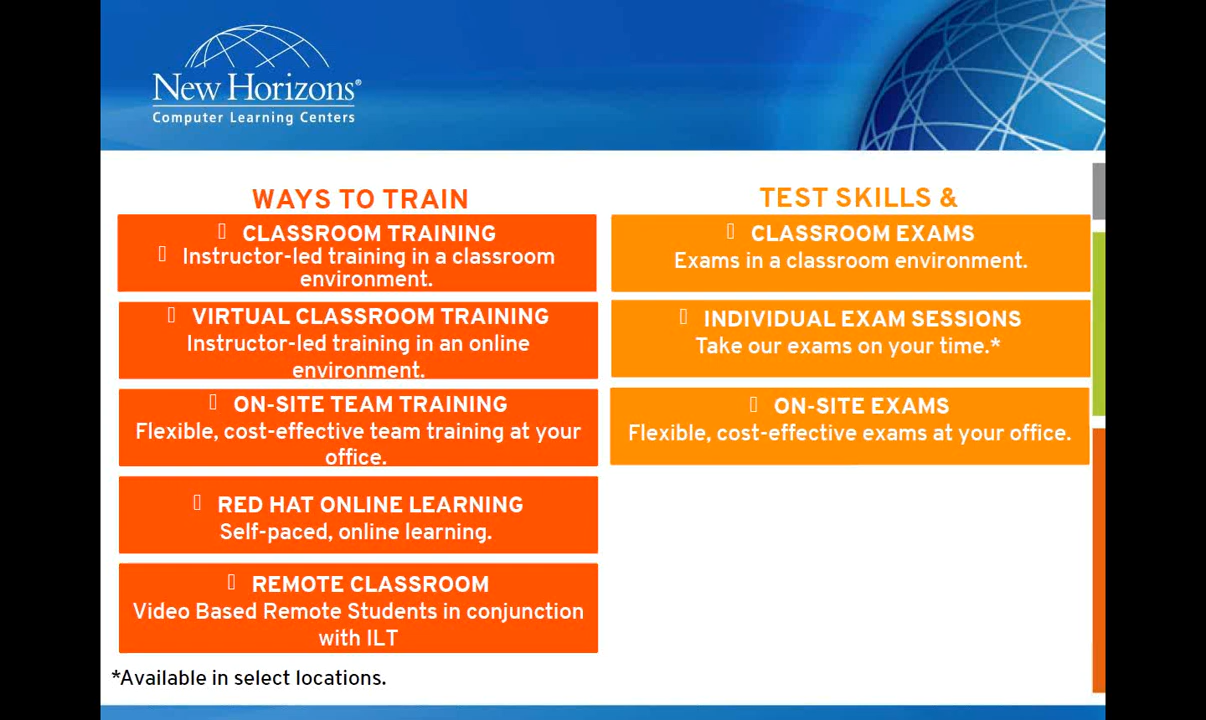 New Horizons®
Computer Learning Centers
WAYS TO TRAIN
CLASSROOM TRAINING
Instructor-led training in a classroom
environment.
VIRTUAL CLASSROOM TRAINING
Instructor-led training in an online
environment.
ON-SITE TEAM TRAINING
Flexible, cost-effective team training at your
office.
RED HAT ONLINE LEARNING
Self-paced, online learning.
REMOTE CLASSROOM
Video Based Remote Students in conjunction
with ILT
TEST SKILLS &
CLASSROOM EXAMS
Exams in a classroom environment.
INDIVIDUAL EXAM SESSIONS
Take our exams on your time.*
ON-SITE EXAMS
Flexible, cost-effective exams at your office.
*Available in select locations.